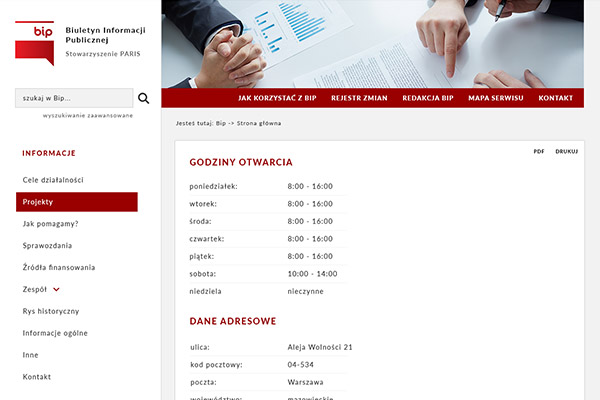 bip
Biuletyn Informacji
Publicznej
Stowarzyszenie PARIS
szukaj w Bip...
wyszukiwanie zaawansowane
INFORMACJE
Cele działalności
Projekty
Jak pomagamy?
Sprawozdania
Źródła finansowania
Zespół
Rys historyczny
Informacje ogólne
Inne
Kontakt
JAK KORZYSTAĆ Z BIP REJESTR ZMIAN REDAKCJA BIP MAPA SERWISU KONTAKT
Jesteś tutaj: Bip -> Strona główna
PDF DRUKUJ
GODZINY OTWARCIA
poniedziałek: 8:00 - 16:00
wtorek: 8:00 - 16:00
środa: 8:00 - 16:00
czwartek: 8:00 - 16:00
piątek: 8:00 - 16:00
sobota: 10:00 - 14:00
niedziela nieczynne
DANE ADRESOWE
ulica: Aleja Wolności 21
kod pocztowy: 04-534
poczta: Warszawa
województwo: mazowieckie